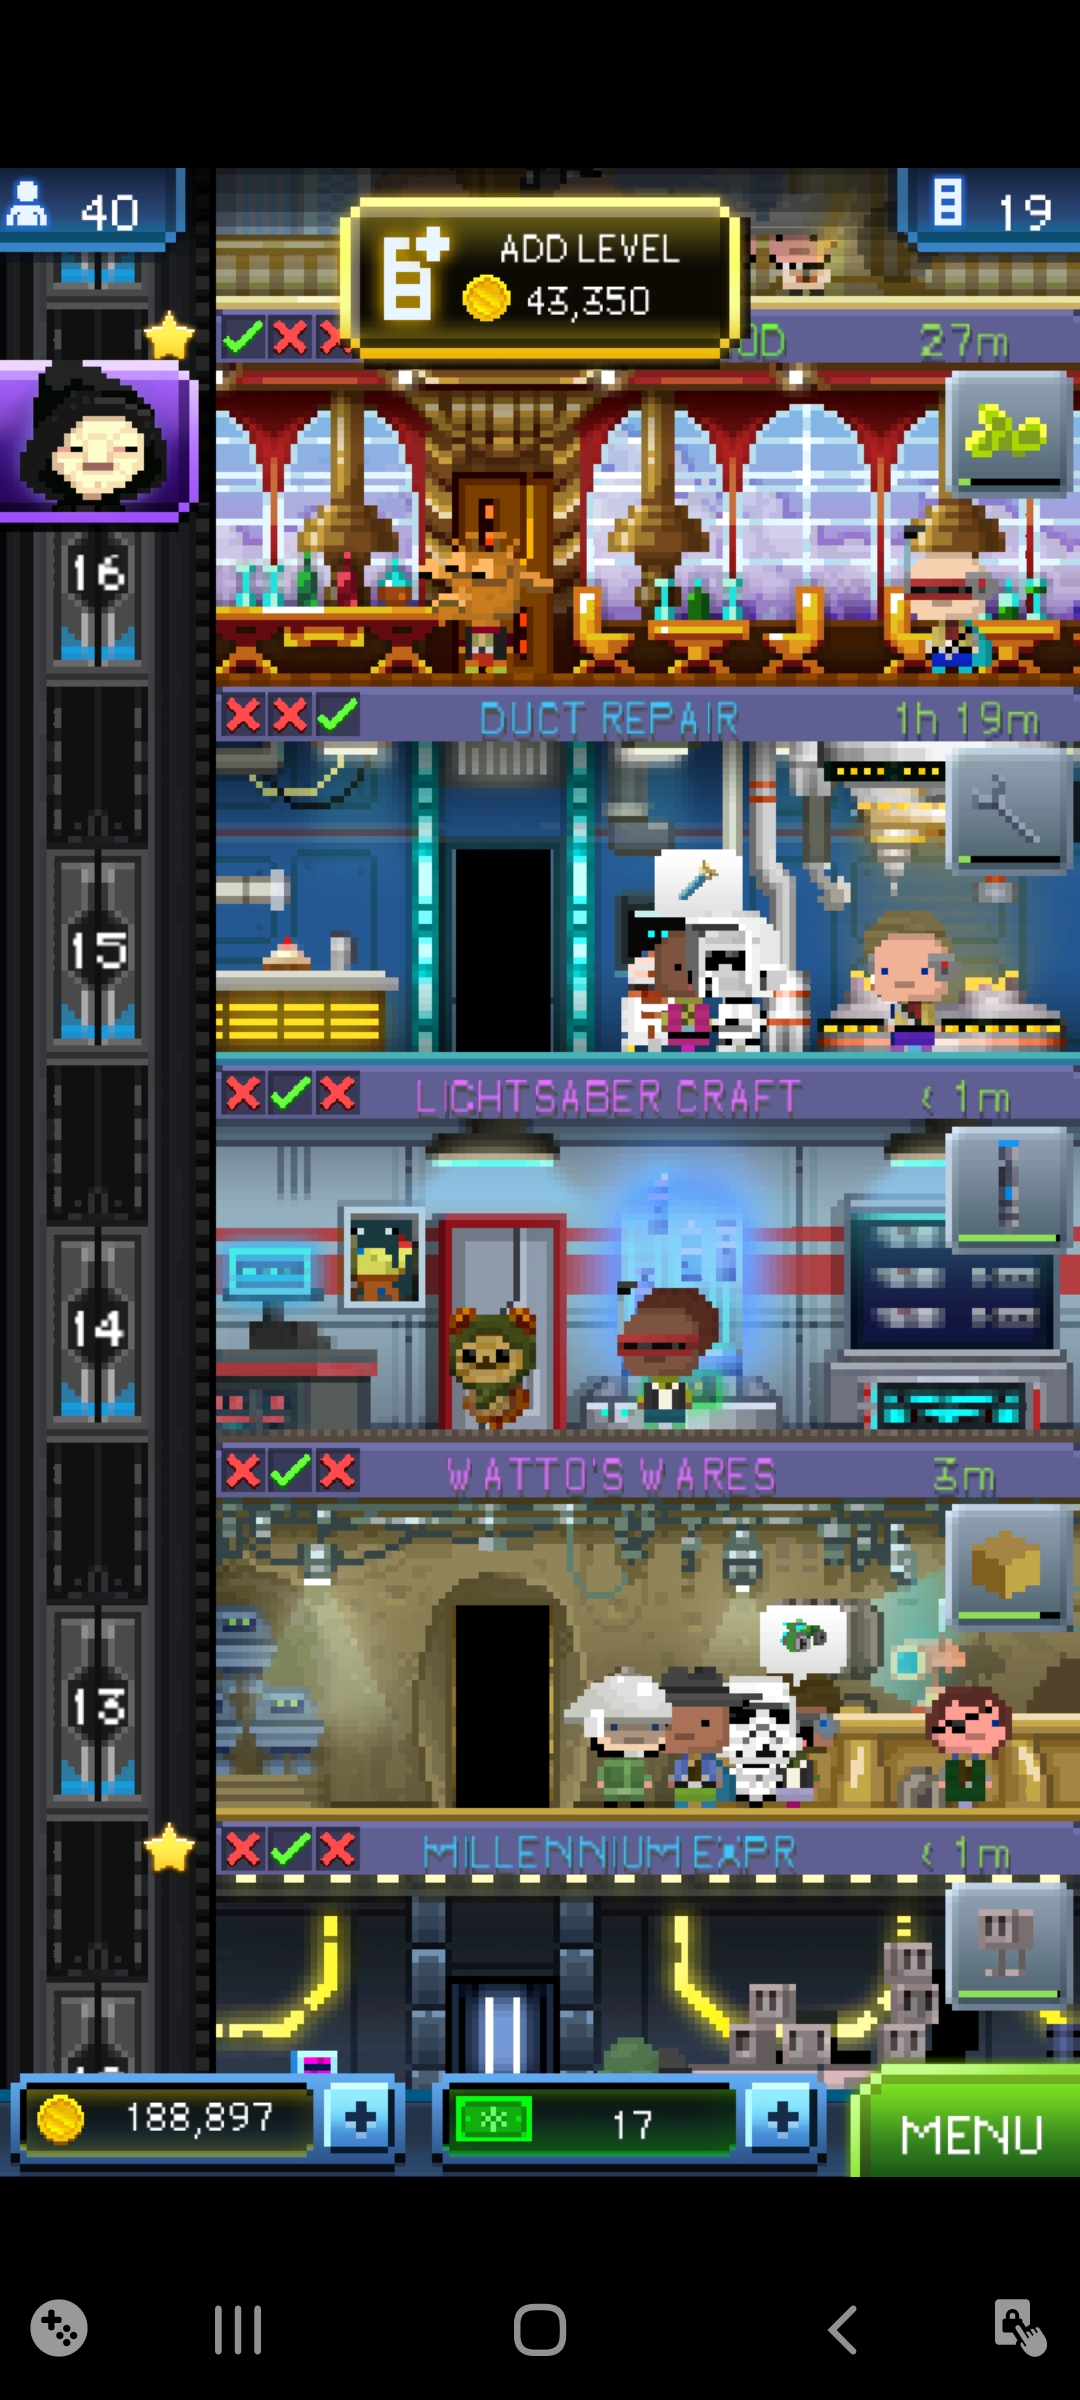 40
ADD LEVEL
43,350
19
OD
27m
16
DUCT REPAIR
1h 19m
15
LIGHTSABER CRAFT
< 1m
14
WATTO'S WARES
3m
13
MILLENNIUM EXPR
< 1m
188,897
17
MENU